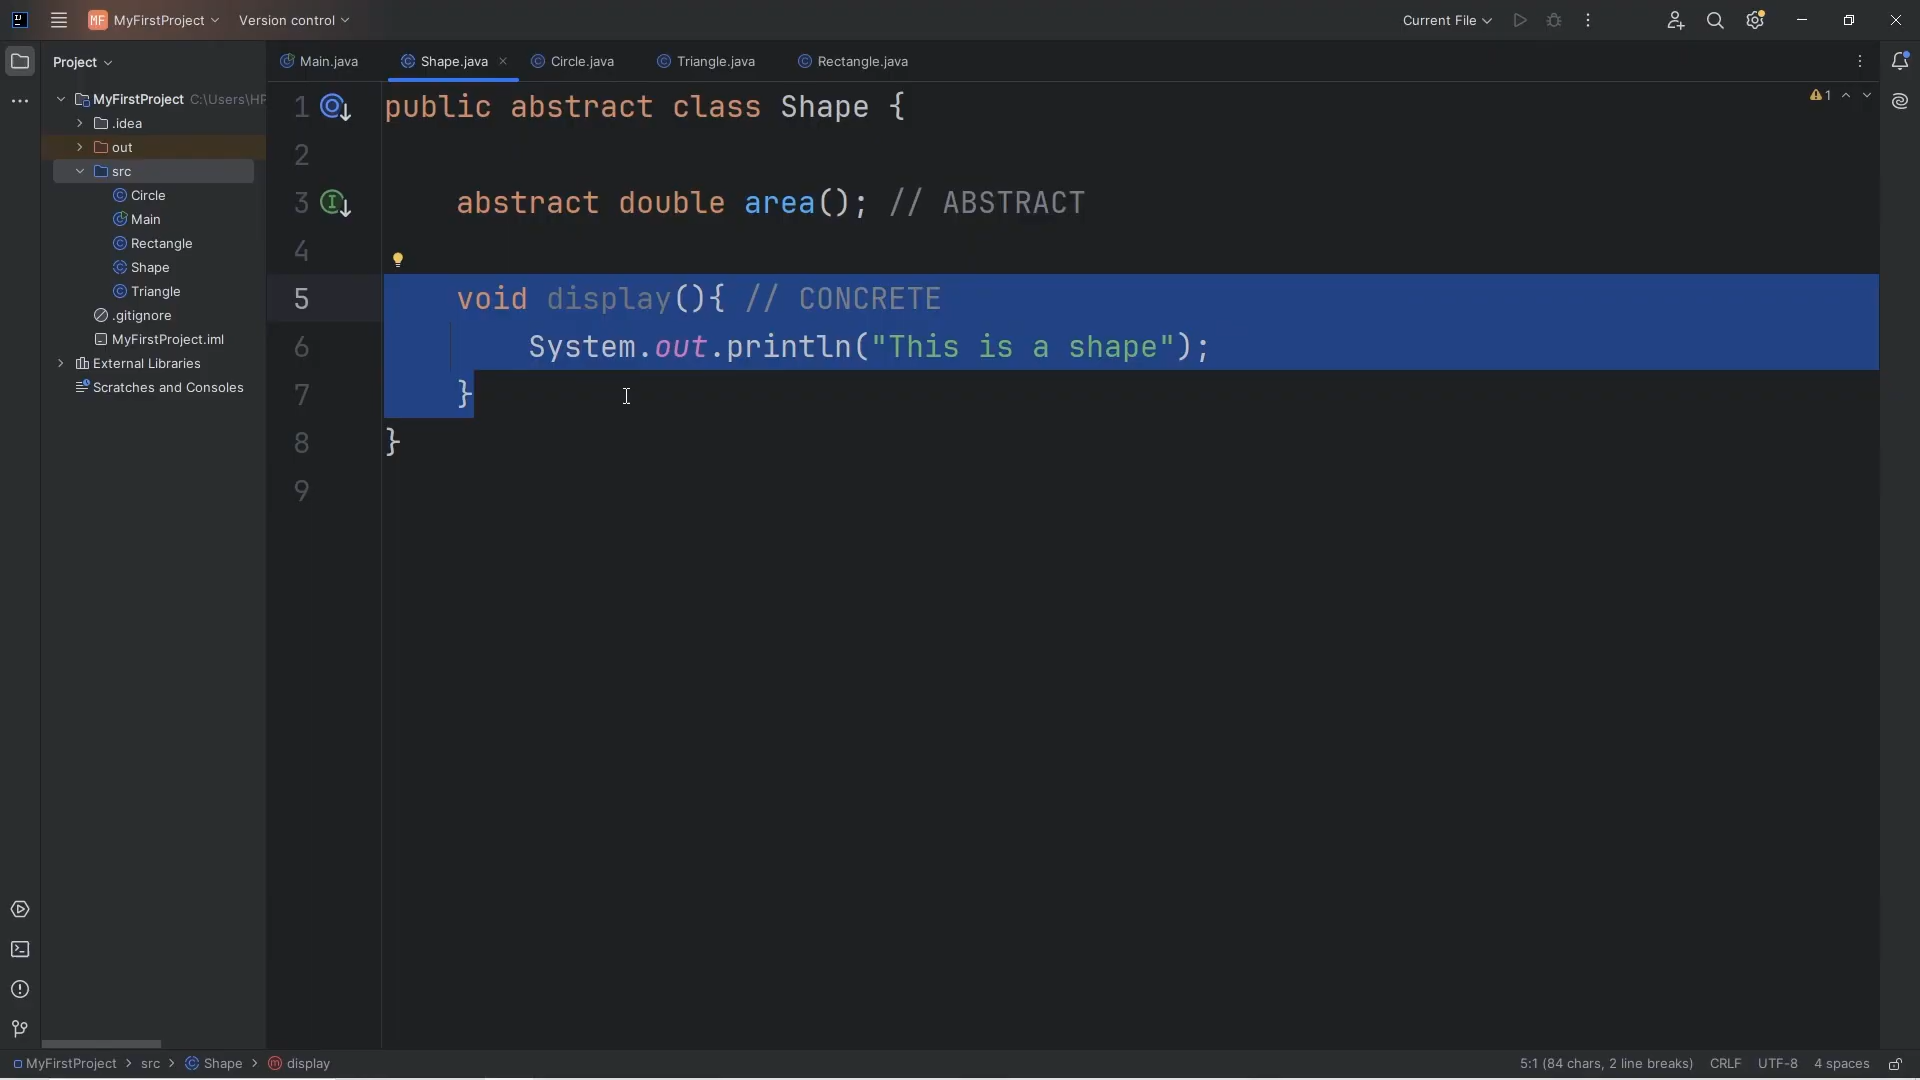 MF MyFirstProject Version control Current File
Project
Main.java Shape.java Circle.java Triangle.java Rectangle.java
MyFirstProject C:\Users\HP
.idea
out
src
Circle
Main
Rectangle
Shape
Triangle
.gitignore
MyFirstProject.iml
External Libraries
Scratches and Consoles
1 public abstract class Shape {
2
3 abstract double area(); // ABSTRACT
4
5 void display(){ // CONCRETE
6 System.out.println("This is a shape");
7 }
8 }
9
1
MyFirstProject > src > Shape > display 5:1 (84 chars, 2 line breaks) CRLF UTF-8 4 spaces